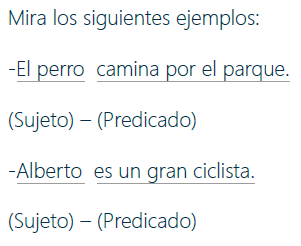 Mira los siguientes ejemplos:
-El perro camina por el parque.
(Sujeto) – (Predicado)
-Alberto es un gran ciclista.
(Sujeto) – (Predicado)